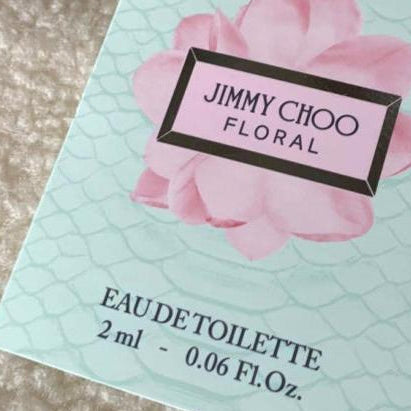 JIMMY CHOO
FLORAL
EAU DE TOILETTE
2 ml - 0.06 Fl.Oz.